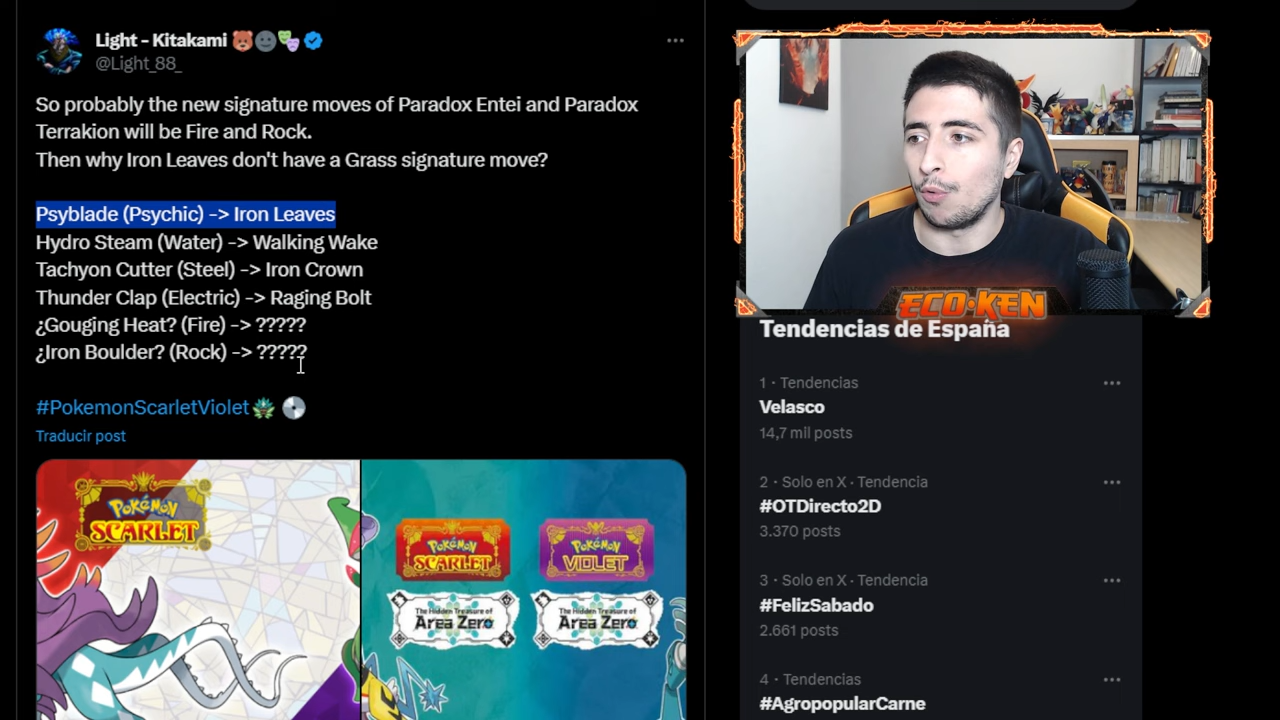 Light - Kitakami
@Light_88_
So probably the new signature moves of Paradox Entei and Paradox
Terrakion will be Fire and Rock.
Then why Iron Leaves don't have a Grass signature move?
Psyblade (Psychic) -> Iron Leaves
Hydro Steam (Water) -> Walking Wake
Tachyon Cutter (Steel) -> Iron Crown
Thunder Clap (Electric) -> Raging Bolt
¿Gouging Heat? (Fire) -> ?????
¿Iron Boulder? (Rock) -> ?????
#PokemonScarletViolet
Traducir post
POKéMON
SCARLET
POKéMON
SCARLET
POKéMON
VIOLET
The Hidden Treasure of
Area Zero
The Hidden Treasure of
Area Zero
ECO·KEN
Tendencias de España
1 · Tendencias
Velasco
14,7 mil posts
2 · Solo en X · Tendencia
#OTDirecto2D
3.370 posts
3 · Solo en X · Tendencia
#FelizSabado
2.661 posts
4 · Tendencias
#AgropopularCarne